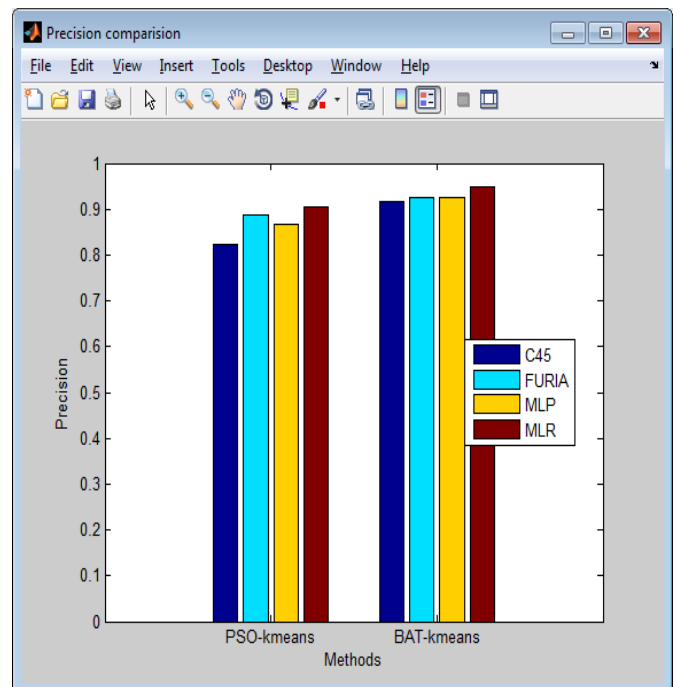 Precision comparision
File Edit View Insert Tools Desktop Window Help
1
0.9
0.8
0.7
0.6
0.5
0.4
0.3
0.2
0.1
0
Precision
C45
FURIA
MLP
MLR
PSO-kmeans BAT-kmeans
Methods